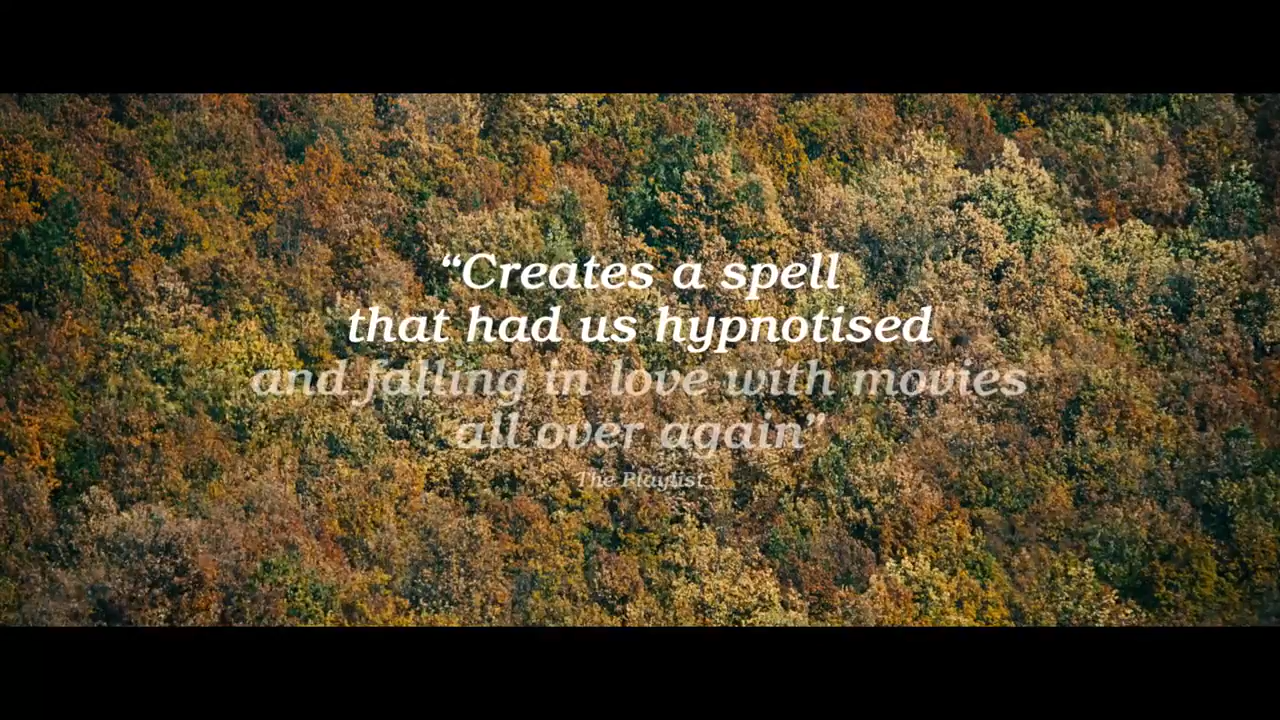 “Creates a spell
that had us hypnotised
and falling in love with movies
all over again”
The Playlist